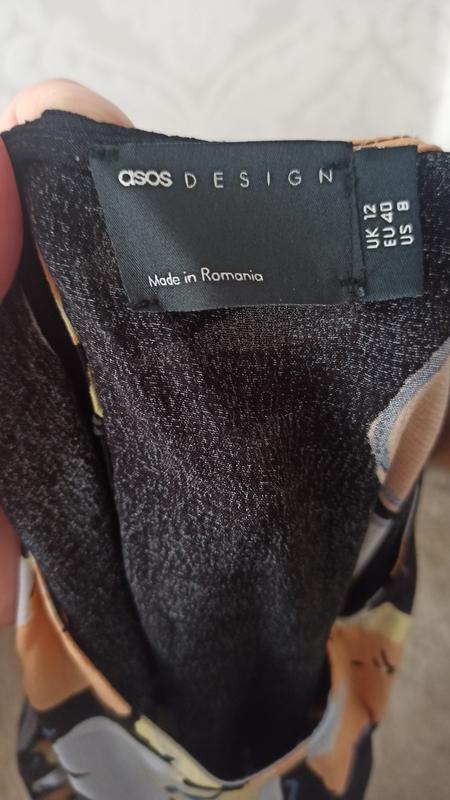 asos DESIGN
Made in Romania
UK 12
EU 40
US 8